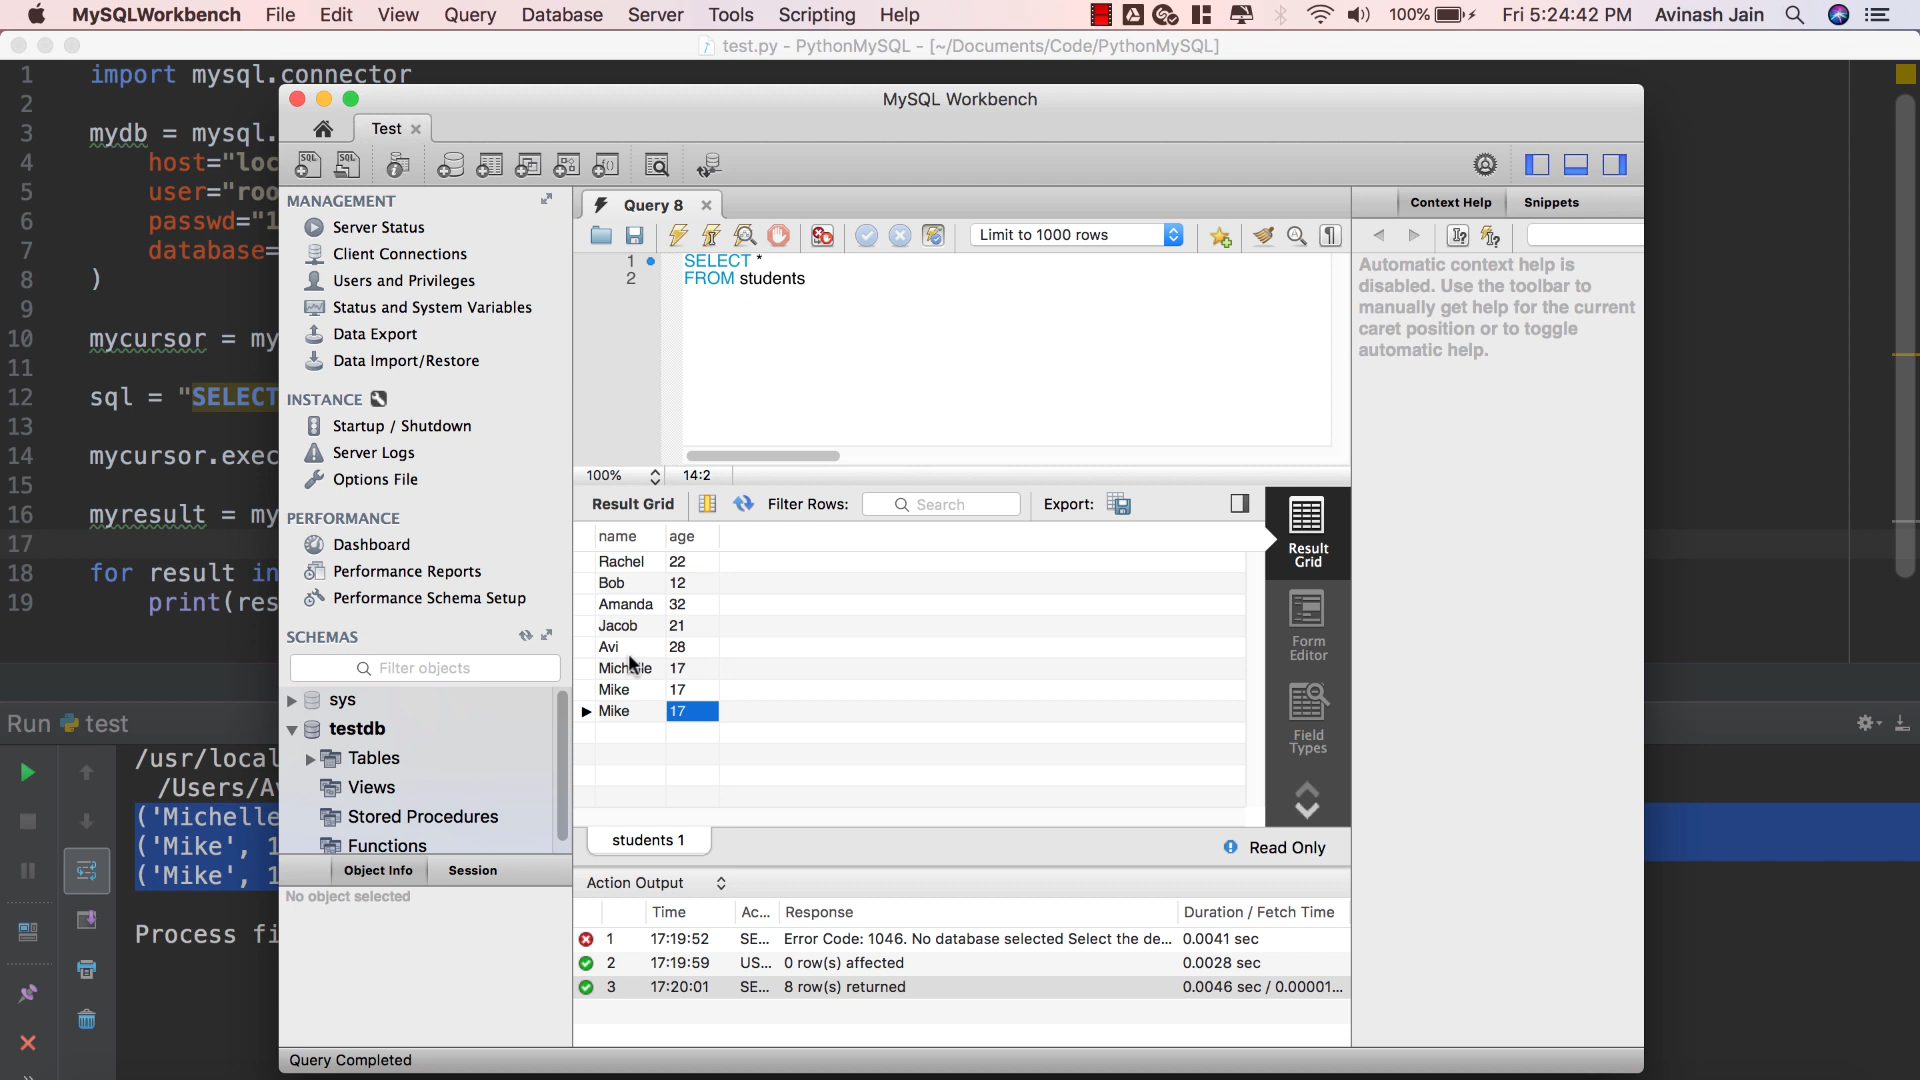 MySQLWorkbench File Edit View Query Database Server Tools Scripting Help 100% Fri 5:24:42 PM Avinash Jain
test.py - PythonMySQL - [~/Documents/Code/PythonMySQL]
1 import mysql.connector
2
3 mydb = mysql.
4 host="loc
5 user="roo
6 passwd="1
7 database=
8 )
9
10 mycursor = my
11
12 sql = "SELECT
13
14 mycursor.exec
15
16 myresult = my
17
18 for result in
19 print(res
MySQL Workbench
Test
MANAGEMENT
Server Status
Client Connections
Users and Privileges
Status and System Variables
Data Export
Data Import/Restore
INSTANCE
Startup / Shutdown
Server Logs
Options File
PERFORMANCE
Dashboard
Performance Reports
Performance Schema Setup
SCHEMAS
Filter objects
sys
testdb
Tables
Views
Stored Procedures
Functions
Object Info Session
No object selected
Query 8
Limit to 1000 rows
1 SELECT *
2 FROM students
100% 14:2
Result Grid Filter Rows: Search Export:
name age
Rachel 22
Bob 12
Amanda 32
Jacob 21
Avi 28
Michelle 17
Mike 17
Mike 17
Result
Grid
Form
Editor
Field
Types
students 1
Read Only
Action Output
Time Ac... Response Duration / Fetch Time
1 17:19:52 SE... Error Code: 1046. No database selected Select the de... 0.0041 sec
2 17:19:59 US... 0 row(s) affected 0.0028 sec
3 17:20:01 SE... 8 row(s) returned 0.0046 sec / 0.00001...
Context Help Snippets
Automatic context help is
disabled. Use the toolbar to
manually get help for the current
caret position or to toggle
automatic help.
Query Completed
Run test
/usr/local
/Users/Av
('Michelle
('Mike', 1
('Mike', 1
Process fi